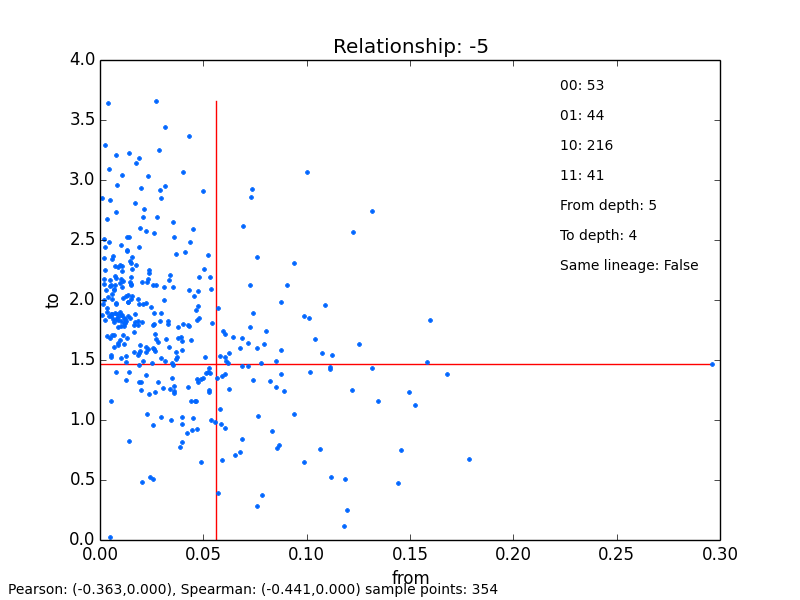 Relationship: -5
4.0
3.5
3.0
2.5
2.0
1.5
1.0
0.5
0.0
to
00: 53
01: 44
10: 216
11: 41
From depth: 5
To depth: 4
Same lineage: False
0.00 0.05 0.10 0.15 0.20 0.25 0.30
from
Pearson: (-0.363,0.000), Spearman: (-0.441,0.000) sample points: 354